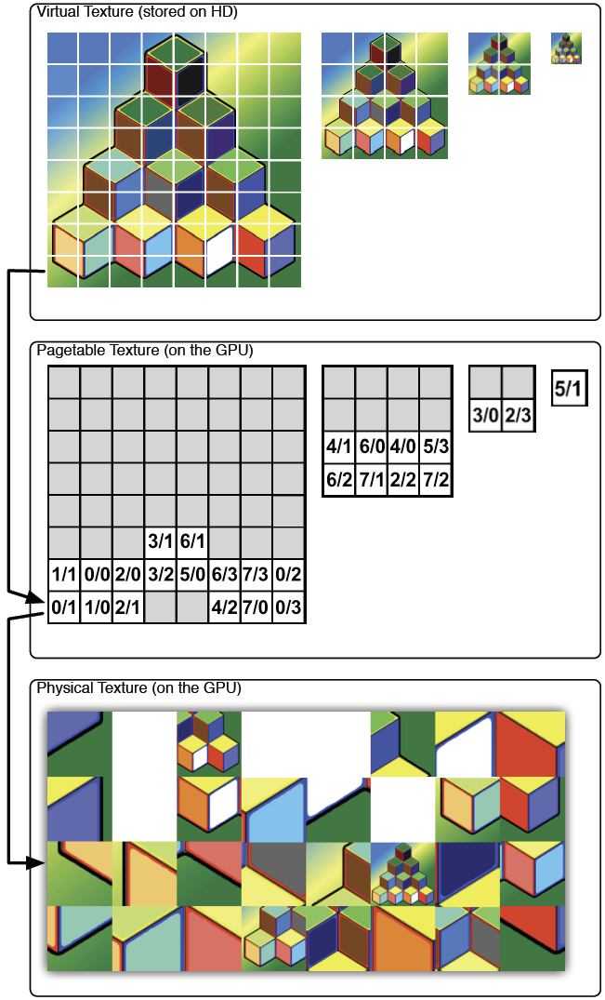 Virtual Texture (stored on HD)
Pagetable Texture (on the GPU)
5/1
3/0 2/3
4/1 6/0 4/0 5/3
6/2 7/1 2/2 7/2
3/1 6/1
1/1 0/0 2/0 3/2 5/0 6/3 7/3 0/2
0/1 1/0 2/1 4/2 7/0 0/3
Physical Texture (on the GPU)